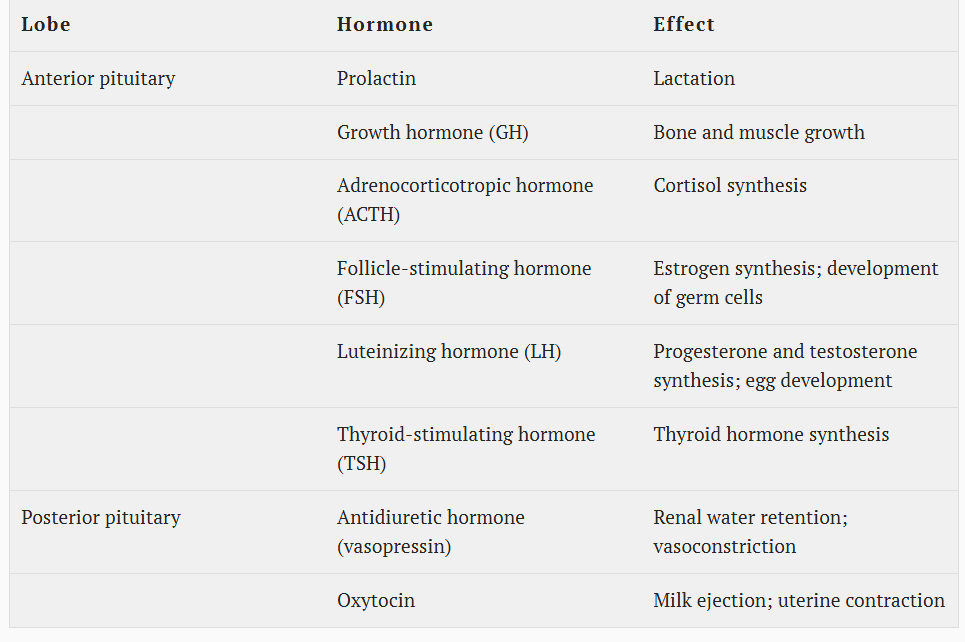 Lobe Hormone Effect
Anterior pituitary Prolactin Lactation
Growth hormone (GH) Bone and muscle growth
Adrenocorticotropic hormone Cortisol synthesis
(ACTH)
Follicle-stimulating hormone Estrogen synthesis; development
(FSH) of germ cells
Luteinizing hormone (LH) Progesterone and testosterone
synthesis; egg development
Thyroid-stimulating hormone Thyroid hormone synthesis
(TSH)
Posterior pituitary Antidiuretic hormone Renal water retention;
(vasopressin) vasoconstriction
Oxytocin Milk ejection; uterine contraction